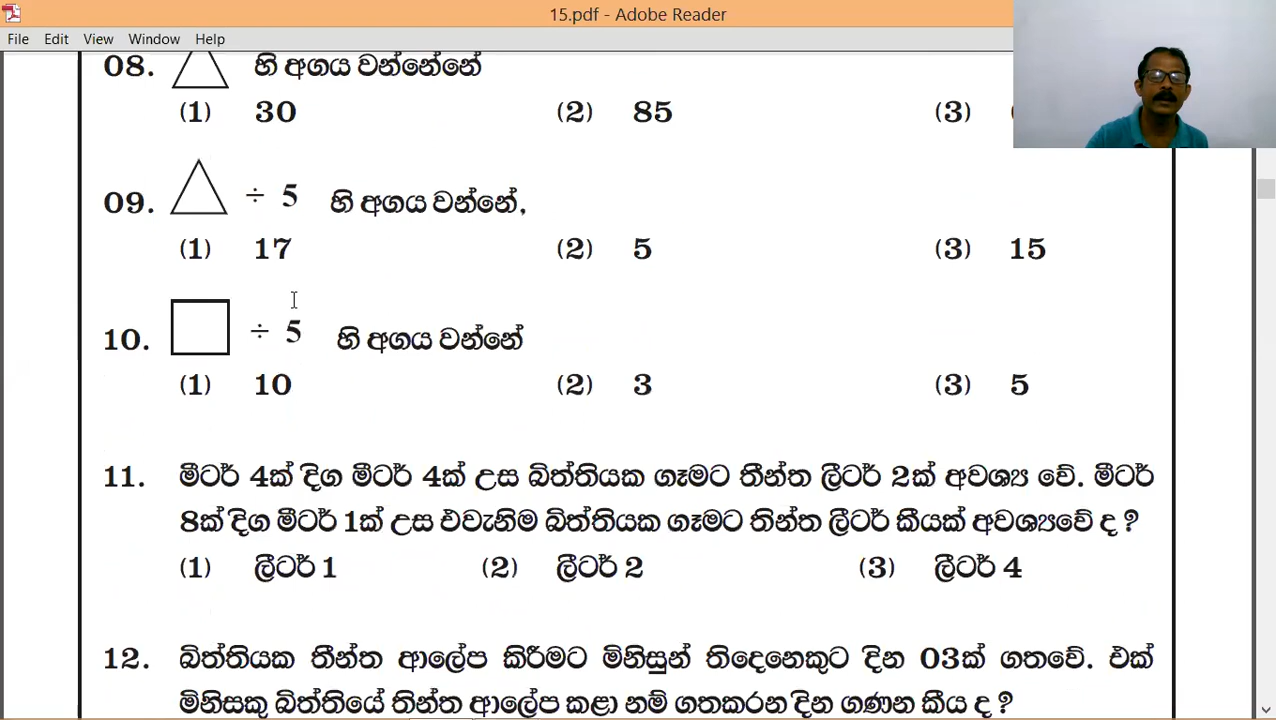 15.pdf - Adobe Reader
File Edit View Window Help
08. හි අගය වන්නේනේ
(1) 30 (2) 85 (3)
09. ÷ 5 හි අගය වන්නේ,
(1) 17 (2) 5 (3) 15
10. ÷ 5 හි අගය වන්නේ
(1) 10 (2) 3 (3) 5
11. මීටර් 4ක් දිග මීටර් 4ක් උස බිත්තියක ගෑමට තීන්ත ලීටර් 2ක් අවශ්‍ය වේ. මීටර්
8ක් දිග මීටර් 1ක් උස එවැනිම බිත්තියක ගෑමට තින්ත ලීටර් කීයක් අවශ්‍යවේ ද ?
(1) ලීටර් 1 (2) ලීටර් 2 (3) ලීටර් 4
12. බිත්තියක තීන්ත ආලේප කිරීමට මිනිසුන් තිදෙනෙකුට දින 03ක් ගතවේ. එක්
මිනිසකු බිත්තියේ තින්ත ආලේප කළා නම් ගතකරන දින ගණන කීය ද ?